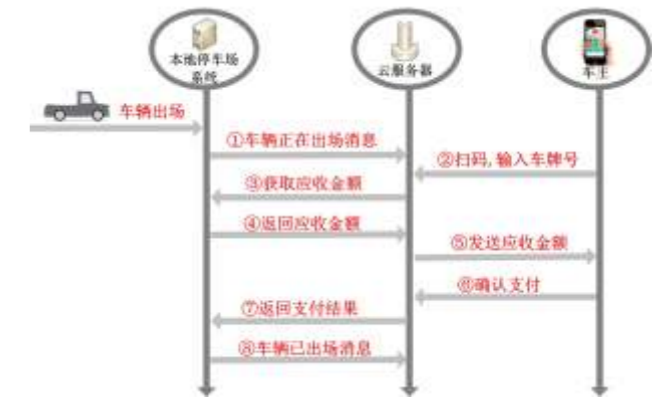 本地停车场
系统
云服务器
车主
车辆出场
①车辆正在出场消息
②扫码,输入车牌号
③获取应收金额
④返回应收金额
⑤发送应收金额
⑥确认支付
⑦返回支付结果
⑧车辆已出场消息